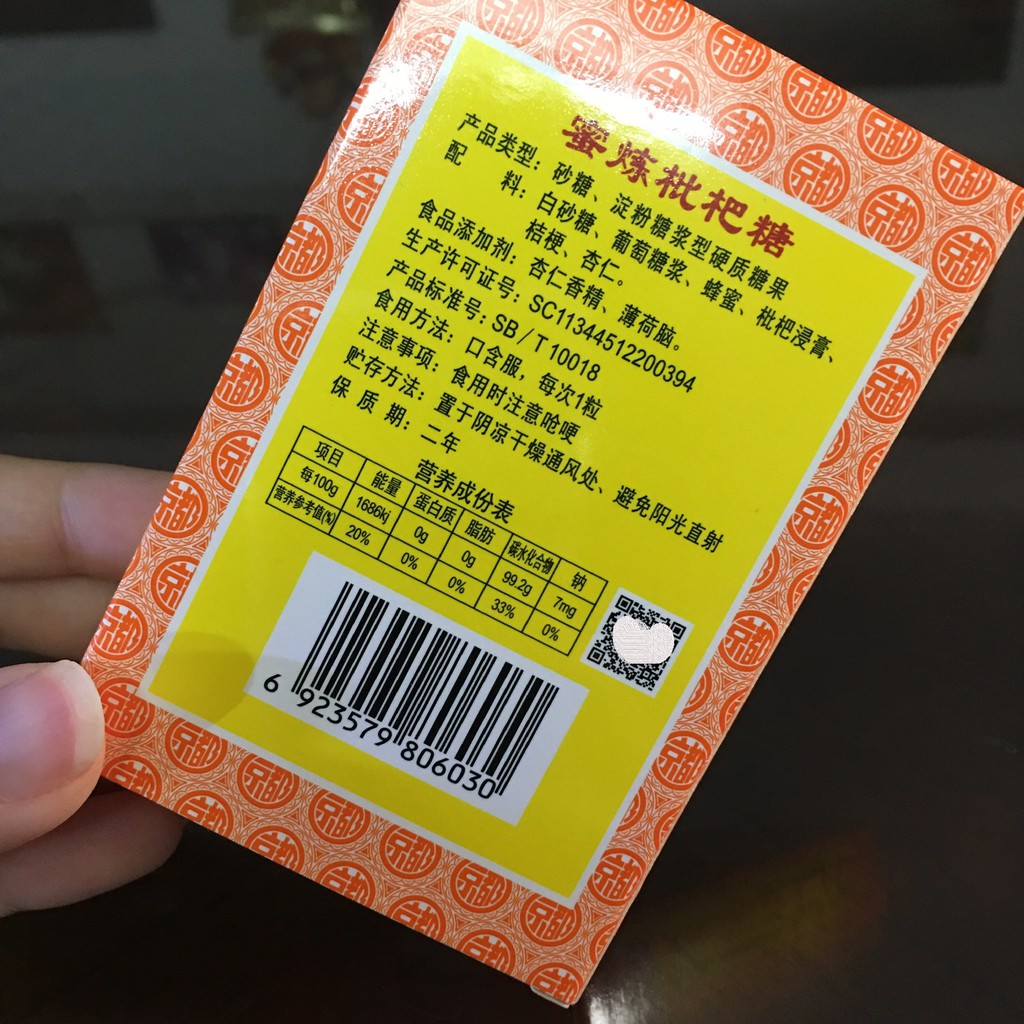 蜜炼枇杷糖
产品类型：砂糖、淀粉糖浆型硬质糖果
配 料：白砂糖、葡萄糖浆、蜂蜜、枇杷浸膏、
桔梗、杏仁。
食品添加剂：杏仁香精、薄荷脑。
生产许可证号：SC11344512200394
产品标准号：SB/T 10018
食用方法：口含服，每次1粒
注意事项：食用时注意呛哽
贮存方法：置于阴凉干燥通风处、避免阳光直射
保 质 期：二年
营养成份表
项目 能量 蛋白质 脂肪 碳水化合物 钠
每100g 1686kj 0g 0g 99.2g 7mg
营养参考值(%) 20% 0% 0% 33% 0%
6 923579 806030
京都